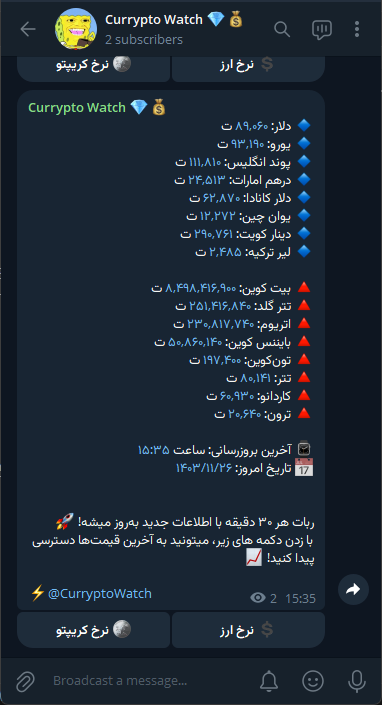 Currypto Watch 💎 💰
2 subscribers
نرخ کریپتو 🌕
نرخ ارز 💲
Currypto Watch 💎 💰
🔷 دلار: ۸۹,۰۶۰ ت
🔷 یورو: ۹۳,۱۹۰ ت
🔷 پوند انگلیس: ۱۱۱,۸۱۰ ت
🔷 درهم امارات: ۲۴,۵۱۳ ت
🔷 دلار کانادا: ۶۲,۸۷۰ ت
🔷 یوان چین: ۱۲,۲۷۲ ت
🔷 دینار کویت: ۲۹۰,۷۶۱ ت
🔷 لیر ترکیه: ۲,۴۸۵ ت
🔺 بیت کوین: ۸,۴۹۸,۴۱۶,۹۰۰ ت
🔺 تتر گلد: ۲۵۱,۴۱۶,۸۴۰ ت
🔺 اتریوم: ۲۳۰,۸۱۷,۷۴۰ ت
🔺 بایننس کوین: ۵۰,۸۶۰,۱۴۰ ت
🔺 تون‌کوین: ۱۹۷,۴۰۰ ت
🔺 تتر: ۸۰,۱۴۱ ت
🔺 کاردانو: ۶۰,۹۳۰ ت
🔺 ترون: ۲۰,۶۴۰ ت
⌚ آخرین بروزرسانی: ساعت ۱۵:۳۵
📅 تاریخ امروز: ۱۴۰۳/۱۱/۲۶
ربات هر ۳۰ دقیقه با اطلاعات جدید به‌روز میشه! 🚀
با زدن دکمه های زیر، میتونید به آخرین قیمت‌ها دسترسی
پیدا کنید! 📈
⚡ @CurryptoWatch
2 15:35
نرخ کریپتو 🌕
نرخ ارز 💲
Broadcast a message...